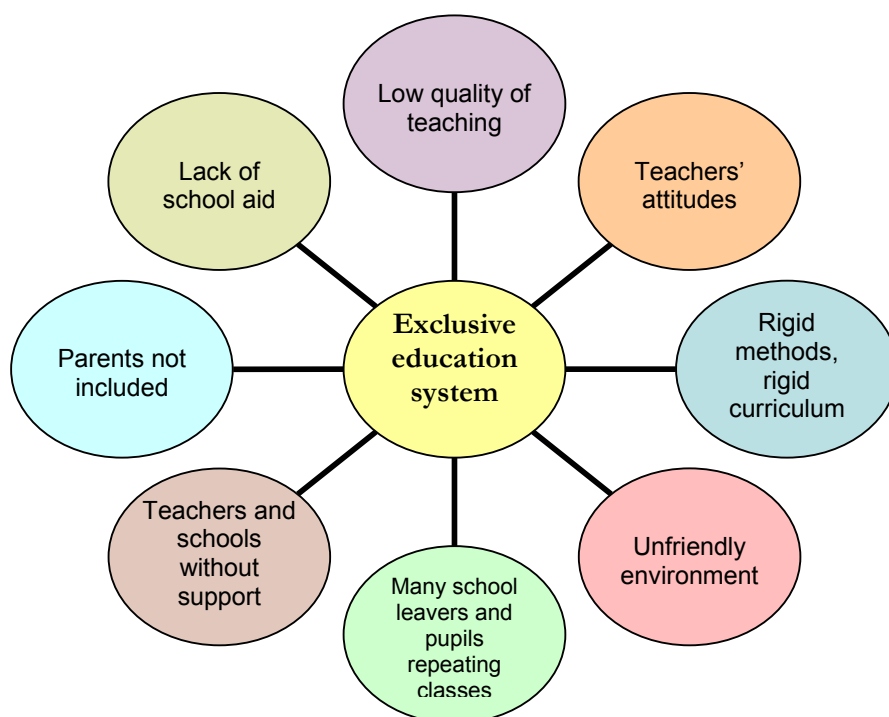 Low quality of
teaching
Lack of
school aid
Teachers’
attitudes
Exclusive
education
system
Parents not
included
Rigid
methods,
rigid
curriculum
Teachers and
schools
without
support
Unfriendly
environment
Many school
leavers and
pupils
repeating
classes